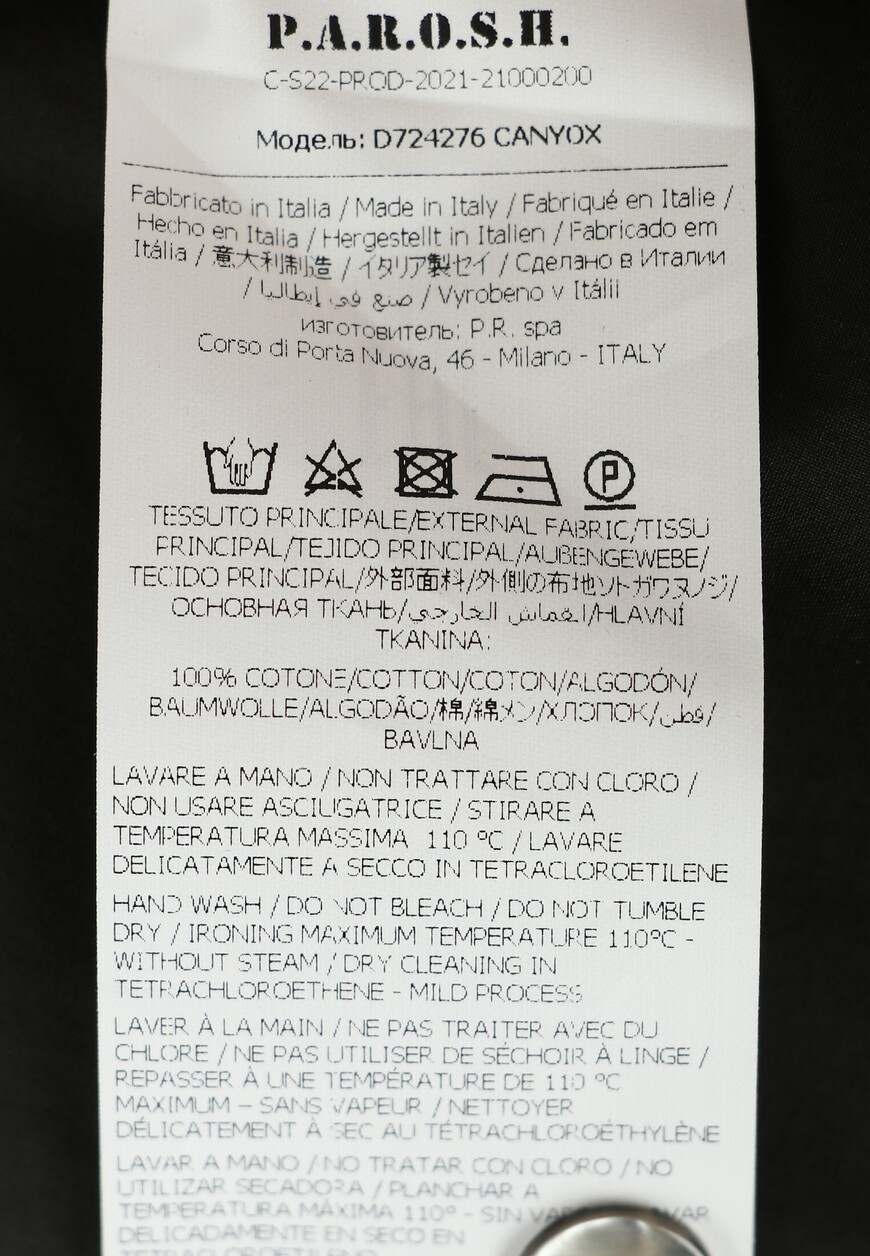 P.A.R.O.S.H.
C-S22-PROD-2021-21000200
Модель: D724276 CANYOX
Fabbricato in Italia / Made in Italy / Fabriqué en Italie /
Hecho en Italia / Hergestellt in Italien / Fabricado em
Itália / 意大利制造 / イタリア製セイ / Сделано в Италии
/ صنع في إيطاليا / Vyrobeno v Itálii
изготовитель: P.R. spa
Corso di Porta Nuova, 46 - Milano - ITALY
P
TESSUTO PRINCIPALE/EXTERNAL FABRIC/TISSU
PRINCIPAL/TEJIDO PRINCIPAL/AUßENGEWEBE/
TECIDO PRINCIPAL/外部面料/外側の布地ソトガワヌノジ/
ОСНОВНАЯ ТКАНЬ/القماش الخارجي/HLAVNÍ
TKANINA:
100% COTONE/COTTON/COTON/ALGODÓN/
BAUMWOLLE/ALGODÃO/棉/綿メン/ХЛОПОК/قطن/
BAVLNA
LAVARE A MANO / NON TRATTARE CON CLORO /
NON USARE ASCIUGATRICE / STIRARE A
TEMPERATURA MASSIMA 110 ºC / LAVARE
DELICATAMENTE A SECCO IN TETRACLOROETILENE
HAND WASH / DO NOT BLEACH / DO NOT TUMBLE
DRY / IRONING MAXIMUM TEMPERATURE 110ºC -
WITHOUT STEAM / DRY CLEANING IN
TETRACHLOROETHENE - MILD PROCESS
LAVER À LA MAIN / NE PAS TRAITER AVEC DU
CHLORE / NE PAS UTILISER DE SÉCHOIR À LINGE /
REPASSER À UNE TEMPÉRATURE DE 110 ºC
MAXIMUM – SANS VAPEUR / NETTOYER
DÉLICATEMENT À SEC AU TÉTRACHLOROÉTHYLÈNE
LAVAR A MANO / NO TRATAR CON CLORO / NO
UTILIZAR SECADORA / PLANCHAR A
TEMPERATURA MÁXIMA 110º - SIN
DELICADAMENTE EN SECO EN